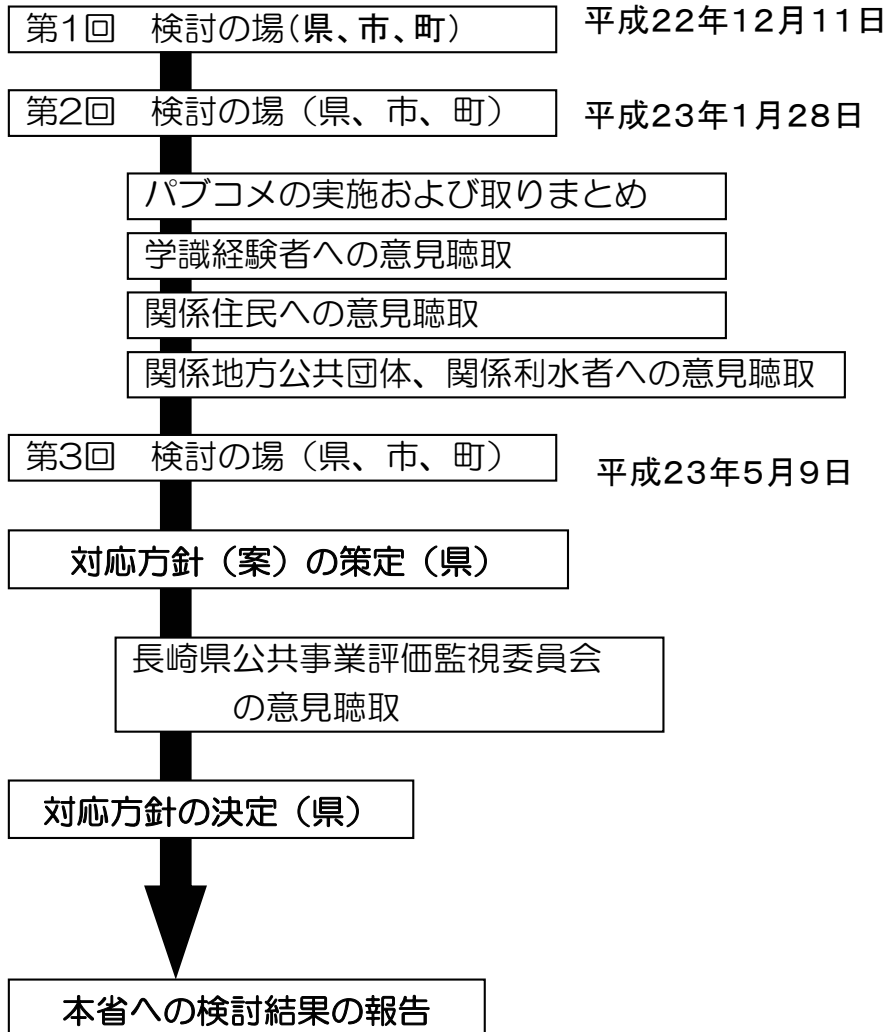 第1回　検討の場(県、市、町)　平成22年12月11日
第2回　検討の場（県、市、町）　平成23年1月28日
パブコメの実施および取りまとめ
学識経験者への意見聴取
関係住民への意見聴取
関係地方公共団体、関係利水者への意見聴取
第3回　検討の場（県、市、町）　平成23年5月9日
対応方針（案）の策定（県）
長崎県公共事業評価監視委員会
の意見聴取
対応方針の決定（県）
本省への検討結果の報告